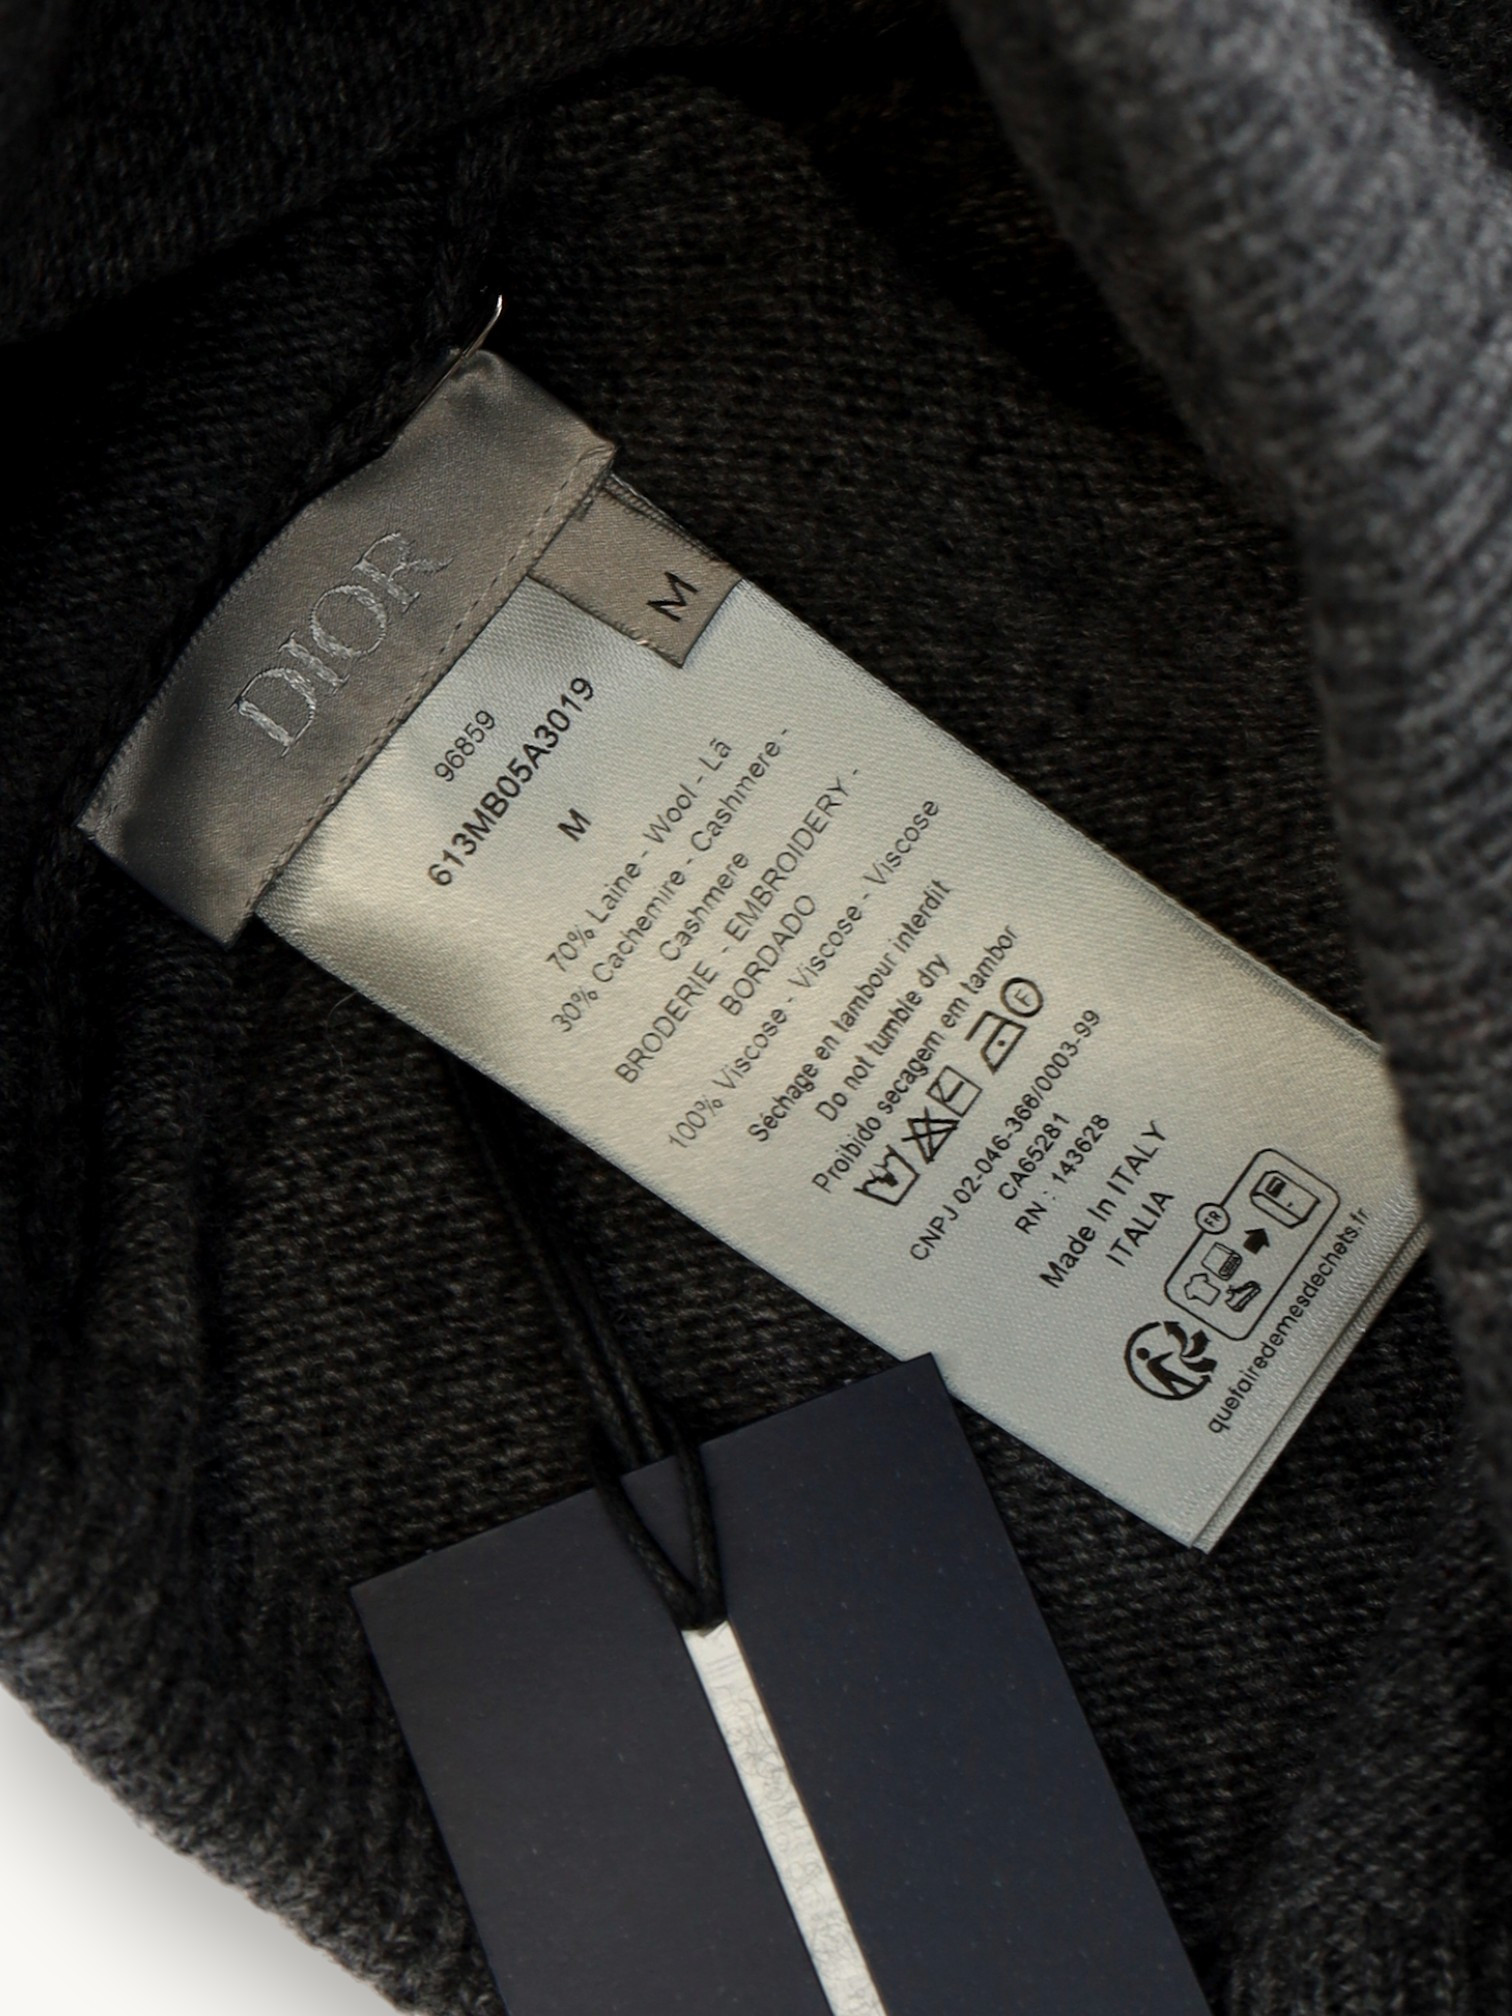 DIOR
M
96859
613MB05A3019
M
70% Laine - Wool - Lã
30% Cachemire - Cashmere -
Cashmere
BRODERIE - EMBROIDERY -
BORDADO
100% Viscose - Viscose - Viscose
Séchage en tambour interdit
Do not tumble dry
Proibido secagem em tambor
F
CNPJ 02-046-366/0003-99
CA65281
RN : 143628
Made In ITALY
ITALIA
FR
quefairedemesdechets.fr